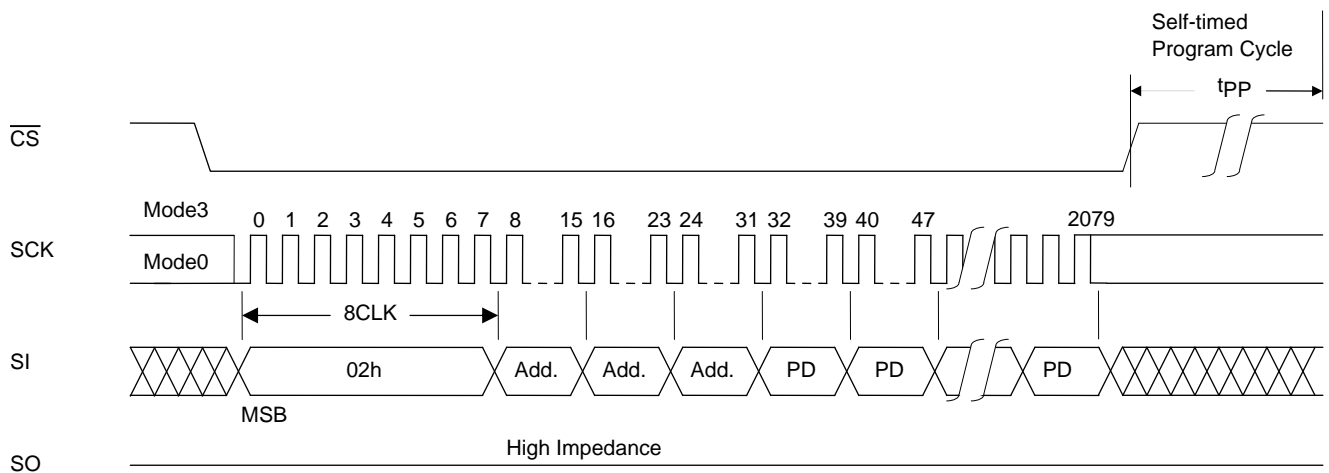 Self-timed
Program Cycle
tPP
CS
Mode3
0 1 2 3 4 5 6 7 8 15 16 23 24 31 32 39 40 47 2079
SCK
Mode0
8CLK
SI
02h Add. Add. Add. PD PD PD
MSB
High Impedance
SO